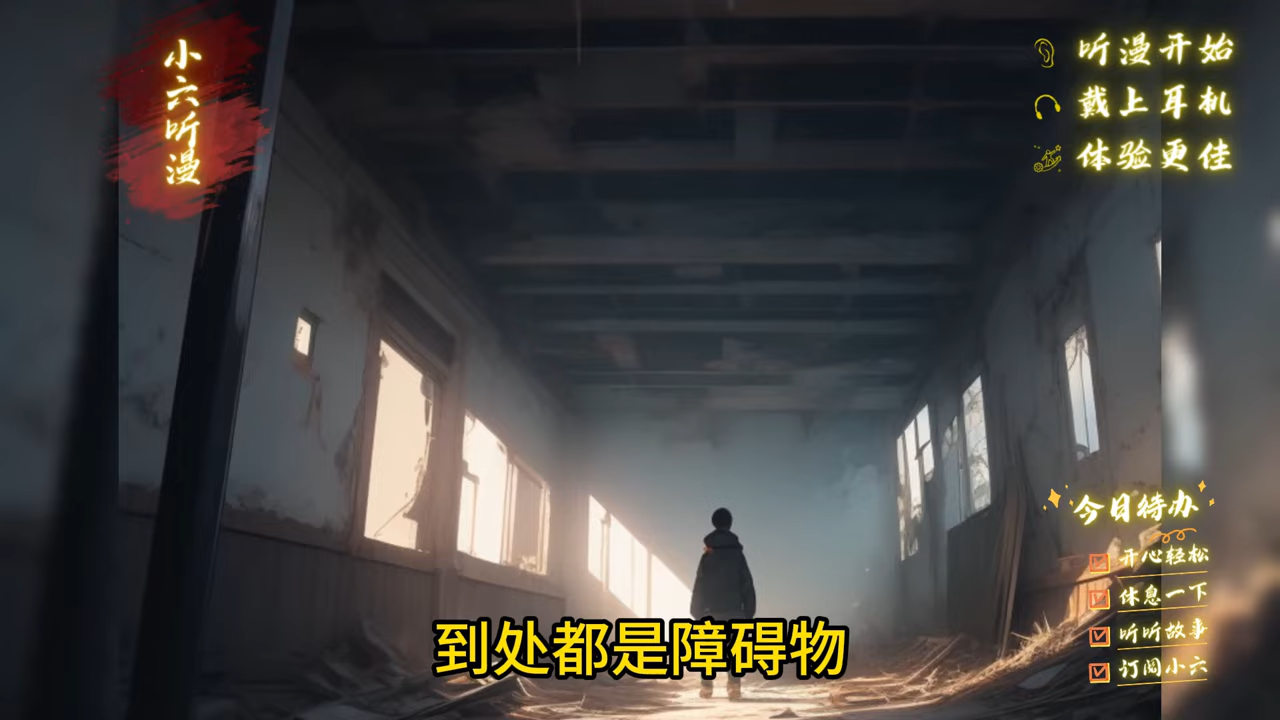 小六听漫
听漫开始
戴上耳机
体验更佳
今日待办
开心轻松
休息一下
听听故事
订阅小六
到处都是障碍物